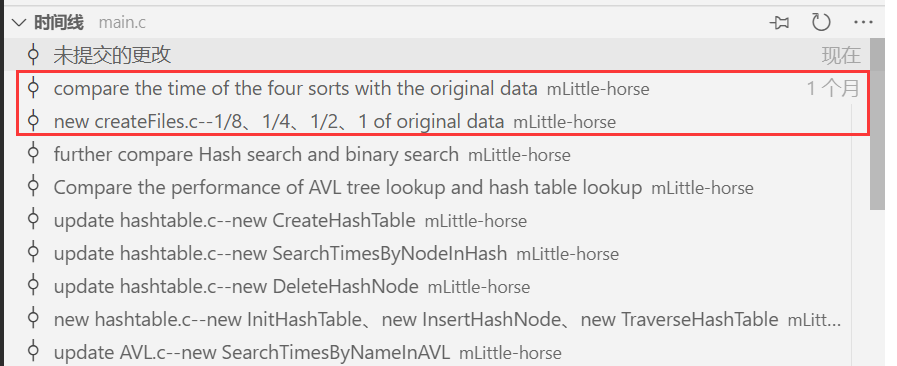 时间线 main.c
未提交的更改 现在
compare the time of the four sorts with the original data mLittle-horse 1 个月
new createFiles.c--1/8、1/4、1/2、1 of original data mLittle-horse
further compare Hash search and binary search mLittle-horse
Compare the performance of AVL tree lookup and hash table lookup mLittle-horse
update hashtable.c--new CreateHashTable mLittle-horse
update hashtable.c--new SearchTimesByNodeInHash mLittle-horse
update hashtable.c--new DeleteHashNode mLittle-horse
new hashtable.c--new InitHashTable、new InsertHashNode、new TraverseHashTable mLitt...
update AVL.c--new SearchTimesByNameInAVL mLittle-horse